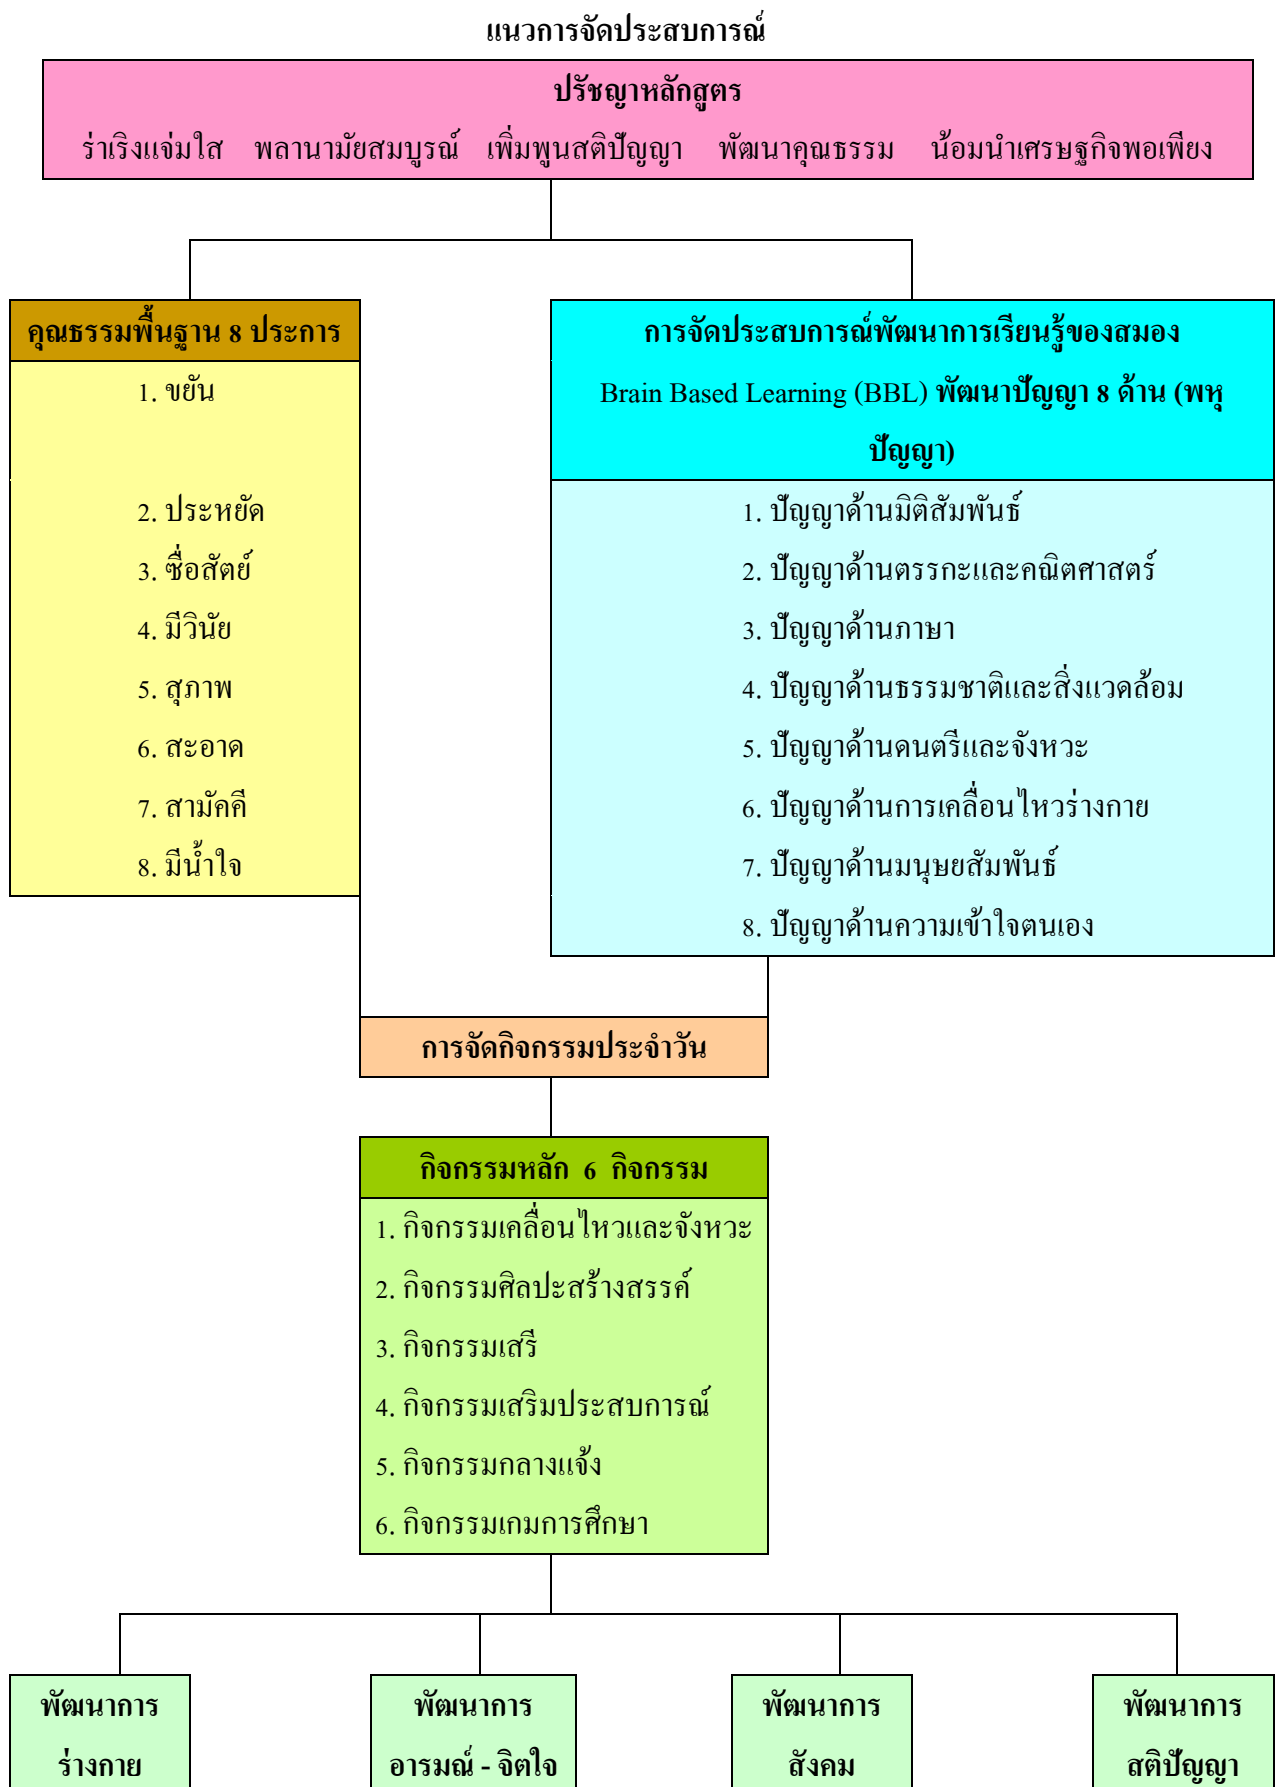 แนวการจัดประสบการณ์
ปรัชญาหลักสูตร
ร่าเริงแจ่มใส พลานามัยสมบูรณ์ เพิ่มพูนสติปัญญา พัฒนาคุณธรรม น้อมนำเศรษฐกิจพอเพียง
คุณธรรมพื้นฐาน 8 ประการ
1. ขยัน
2. ประหยัด
3. ซื่อสัตย์
4. มีวินัย
5. สุภาพ
6. สะอาด
7. สามัคคี
8. มีน้ำใจ
การจัดประสบการณ์พัฒนาการเรียนรู้ของสมอง
Brain Based Learning (BBL) พัฒนาปัญญา 8 ด้าน (พหุ
ปัญญา)
1. ปัญญาด้านมิติสัมพันธ์
2. ปัญญาด้านตรรกะและคณิตศาสตร์
3. ปัญญาด้านภาษา
4. ปัญญาด้านธรรมชาติและสิ่งแวดล้อม
5. ปัญญาด้านดนตรีและจังหวะ
6. ปัญญาด้านการเคลื่อนไหวร่างกาย
7. ปัญญาด้านมนุษยสัมพันธ์
8. ปัญญาด้านความเข้าใจตนเอง
การจัดกิจกรรมประจำวัน
กิจกรรมหลัก 6 กิจกรรม
1. กิจกรรมเคลื่อนไหวและจังหวะ
2. กิจกรรมศิลปะสร้างสรรค์
3. กิจกรรมเสรี
4. กิจกรรมเสริมประสบการณ์
5. กิจกรรมกลางแจ้ง
6. กิจกรรมเกมการศึกษา
พัฒนาการ
ร่างกาย
พัฒนาการ
อารมณ์ - จิตใจ
พัฒนาการ
สังคม
พัฒนาการ
สติปัญญา